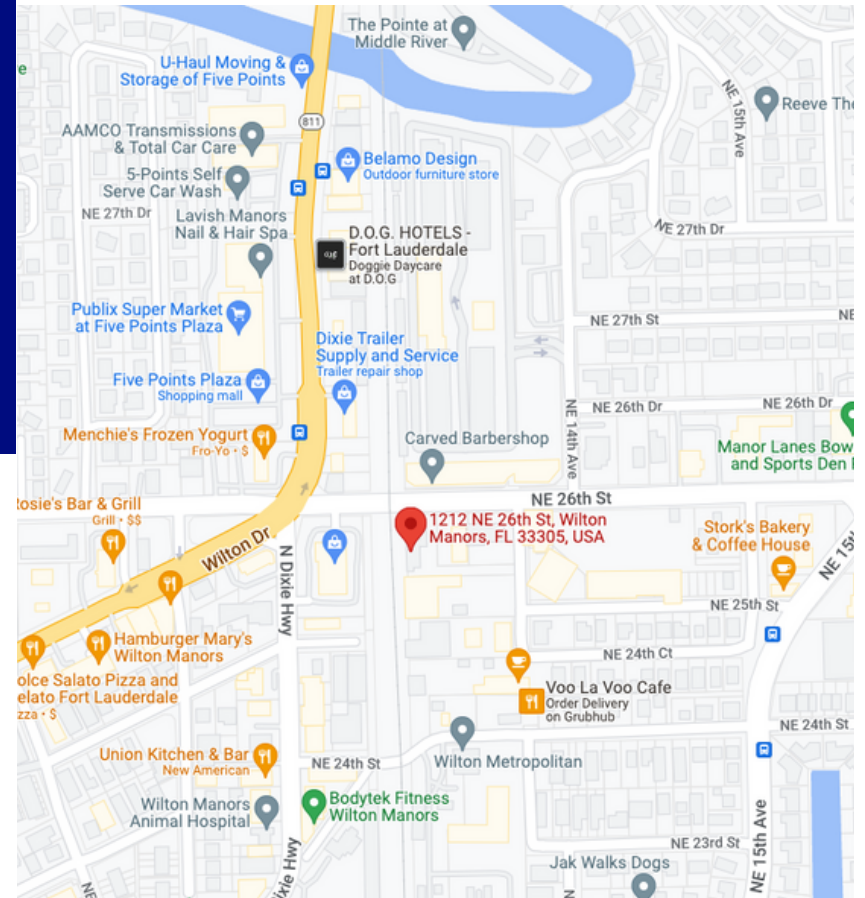 The Pointe at
Middle River
U-Haul Moving &
Storage of Five Points
NE 15th Ave
Reeve The
811
AAMCO Transmissions
& Total Car Care
Belamo Design
Outdoor furniture store
5-Points Self
Serve Car Wash
NE 27th Dr
Lavish Manors
Nail & Hair Spa
NE 27th Dr
D.O.G. HOTELS -
Fort Lauderdale
Doggie Daycare
at D.O.G
Publix Super Market
at Five Points Plaza
NE 27th St
NE
Dixie Trailer
Supply and Service
Trailer repair shop
Five Points Plaza
Shopping mall
NE 14th Ave
NE 26th Dr
NE 26th Dr
Menchie's Frozen Yogurt
Fro-Yo • $
Carved Barbershop
Manor Lanes Bow
and Sports Den
NE 26th St
osie's Bar & Grill
Grill • $$
1212 NE 26th St, Wilton
Manors, FL 33305, USA
Stork's Bakery
& Coffee House
Wilton Dr
N Dixie Hwy
NE 15th
NE 25th St
Hamburger Mary's
Wilton Manors
NE 24th Ct
olce Salato Pizza and
elato Fort Lauderdale
zza • $
Voo La Voo Cafe
Order Delivery
on Grubhub
NE 24th St
Union Kitchen & Bar
New American
NE 24th St
Wilton Metropolitan
Wilton Manors
Animal Hospital
Bodytek Fitness
Wilton Manors
NE 15th Ave
NE 23rd St
Jak Walks Dogs
ixie Hwy
NE
N